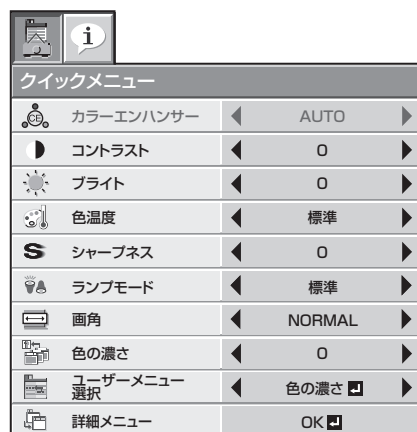 i
クイックメニュー
CE カラーエンハンサー AUTO
コントラスト 0
ブライト 0
色温度 標準
S シャープネス 0
ランプモード 標準
画角 NORMAL
色の濃さ 0
ユーザーメニュー
選択 色の濃さ
詳細メニュー OK